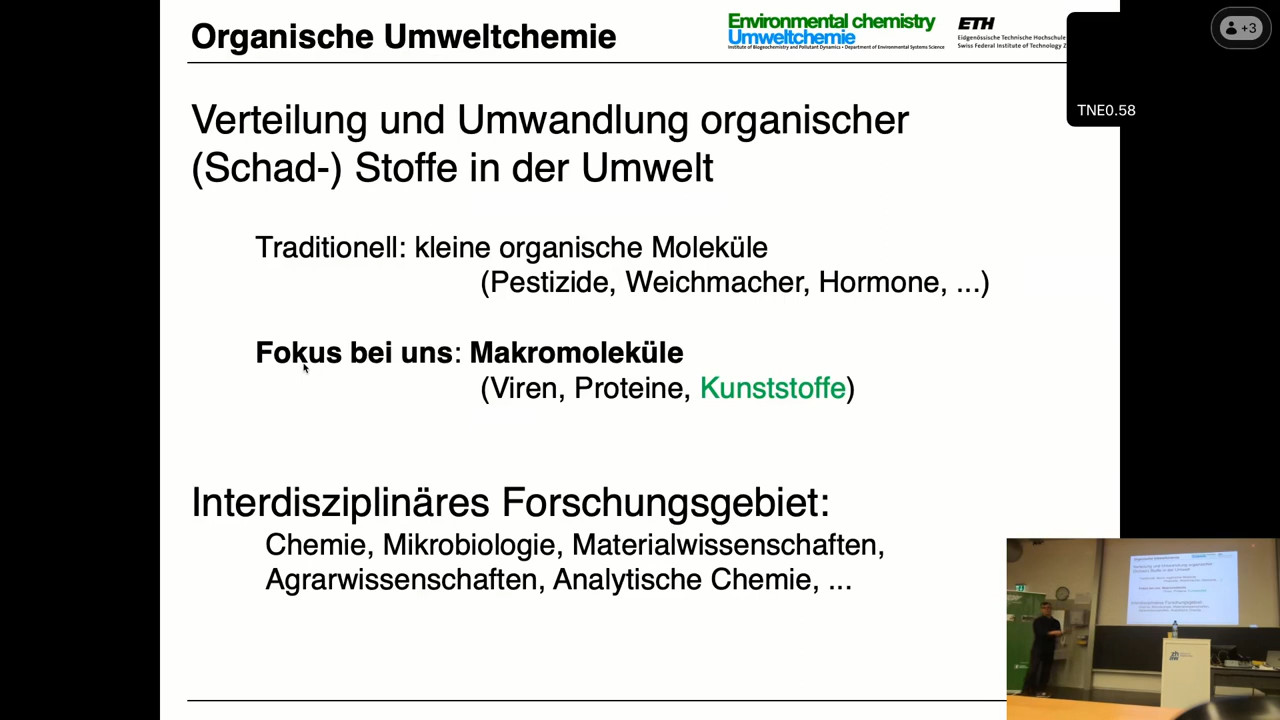 Organische Umweltchemie
Environmental chemistry
Umweltchemie
Institute of Biogeochemistry and Pollutant Dynamics • Department of Environmental Systems Science
ETH
Eidgenössische Technische Hochschule
Swiss Federal Institute of Technology Z
+3
TNE0.58
Verteilung und Umwandlung organischer
(Schad-) Stoffe in der Umwelt
Traditionell: kleine organische Moleküle
(Pestizide, Weichmacher, Hormone, ...)
Fokus bei uns: Makromoleküle
(Viren, Proteine, Kunststoffe)
Interdisziplinäres Forschungsgebiet:
Chemie, Mikrobiologie, Materialwissenschaften,
Agrarwissenschaften, Analytische Chemie, ...